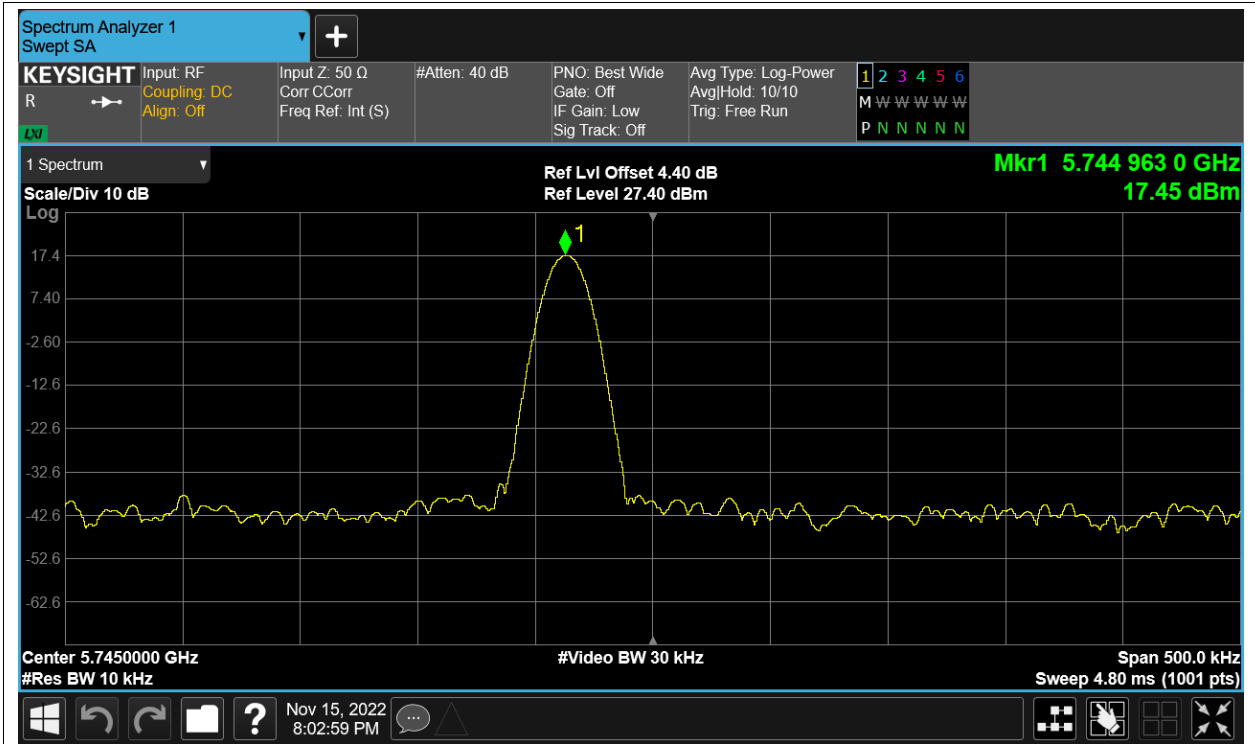 Spectrum Analyzer 1
Swept SA
KEYSIGHT
R
LXI
Input: RF
Coupling: DC
Align: Off
Input Z: 50 Ω
Corr CCorr
Freq Ref: Int (S)
#Atten: 40 dB
PNO: Best Wide
Gate: Off
IF Gain: Low
Sig Track: Off
Avg Type: Log-Power
Avg|Hold: 10/10
Trig: Free Run
1 2 3 4 5 6
M W W W W W
P N N N N N
1 Spectrum
Scale/Div 10 dB
Log
Ref Lvl Offset 4.40 dB
Ref Level 27.40 dBm
Mkr1 5.744 963 0 GHz
17.45 dBm
1
17.4
7.40
-2.60
-12.6
-22.6
-32.6
-42.6
-52.6
-62.6
Center 5.7450000 GHz
#Video BW 30 kHz
Span 500.0 kHz
#Res BW 10 kHz
Sweep 4.80 ms (1001 pts)
?
Nov 15, 2022
8:02:59 PM